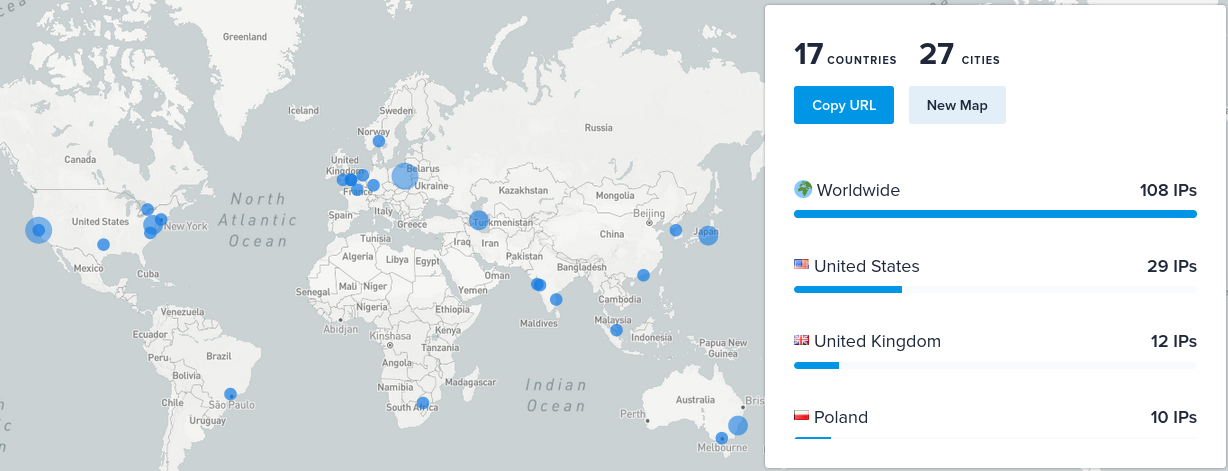 Greenland
Iceland
Sweden
Norway
Russia
Canada
United
Kingdom
Belarus
Ukraine
France
Kazakhstan
Mongolia
North
Atlantic
Ocean
Italy
Spain
Greece
Turkmenistan
Beijing
United States
New York
Japan
China
Tunisia
Iraq
Iran
Algeria
Libya
Egypt
Pakistan
Mexico
Cuba
Oman
Bangladesh
Senegal
Mali
Niger
Yemen
Cambodia
Venezuela
Nigeria
Ethiopia
Maldives
Malaysia
Abidjan
Ecuador
Kinshasa
Kenya
Indonesia
Peru
Brazil
Tanzania
Papua New
Guinea
Bolivia
Angola
Namibia
Madagascar
Indian
Ocean
Chile
São Paulo
South Africa
Australia
Uruguay
Perth
Bris
Melbourne
17 COUNTRIES 27 CITIES
Copy URL New Map
Worldwide 108 IPs
United States 29 IPs
United Kingdom 12 IPs
Poland 10 IPs